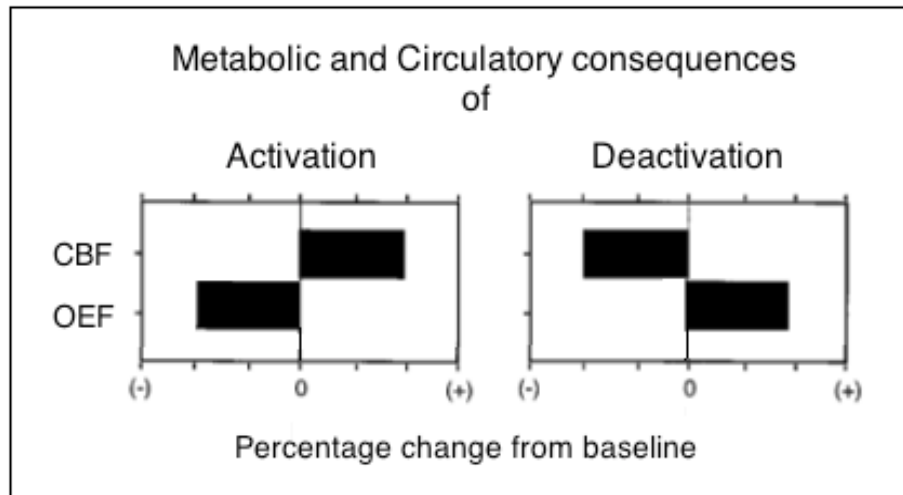 Metabolic and Circulatory consequences
of
Activation Deactivation
CBF
OEF
(-) 0 (+) (-) 0 (+)
Percentage change from baseline